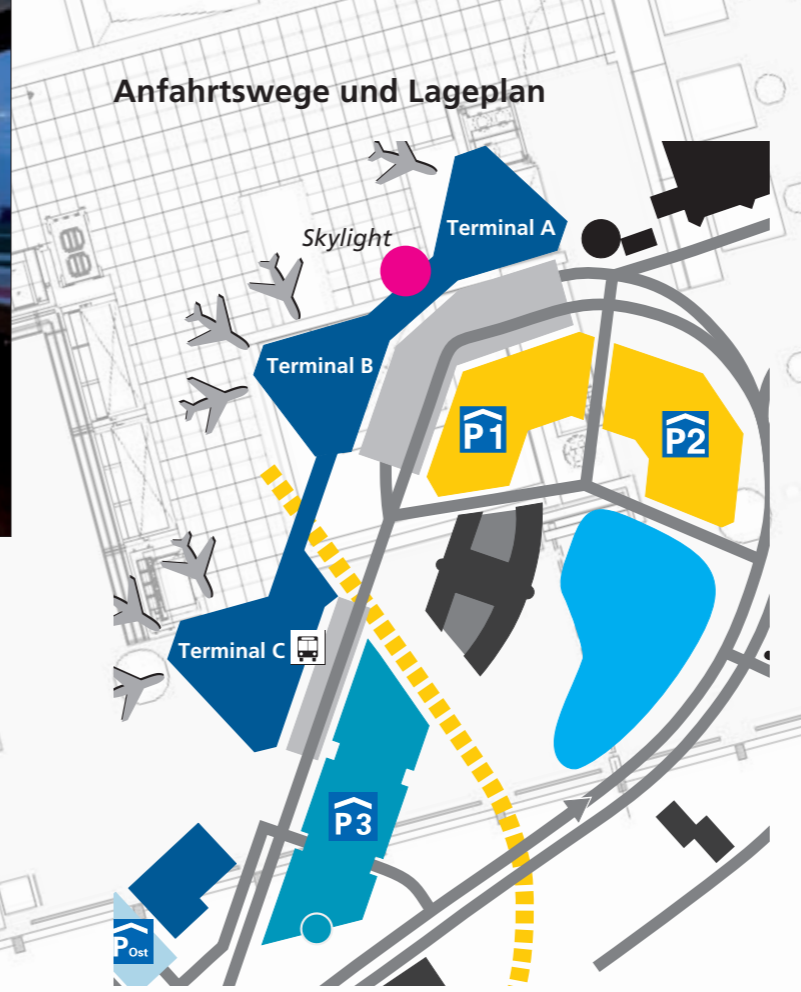 Anfahrtswege und Lageplan
Terminal A
Skylight
Terminal B
P1
P2
Terminal C
P3
P Ost